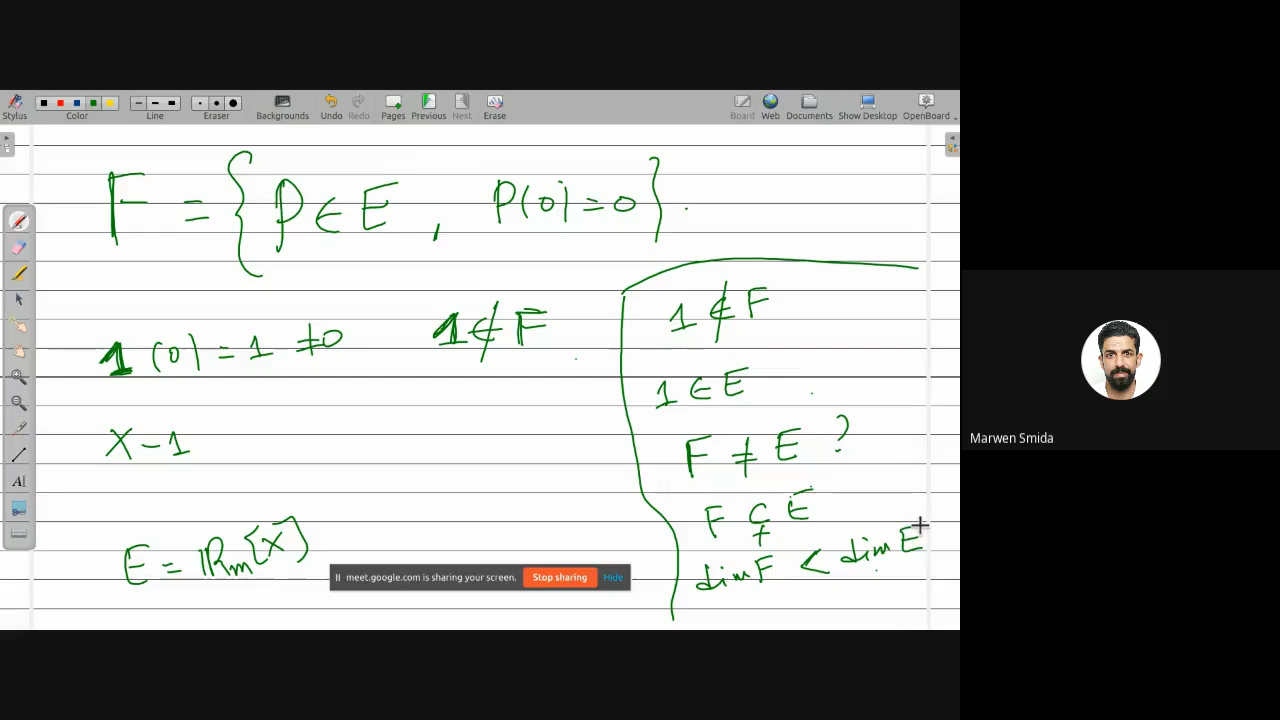 Stylus Color Line Eraser Backgrounds Undo Redo Pages Previous Next Erase Board Web Documents Show Desktop OpenBoard
F = { P ∈ E , P(0) = 0 } .
1 (0) = 1 ≠ 0 1 ∉ F
X - 1
E = ℝm[X]
1 ∉ F
1 ∈ E
F ≠ E ?
F ⊊ E
dim F < dim E
meet.google.com is sharing your screen. Stop sharing Hide
Marwen Smida